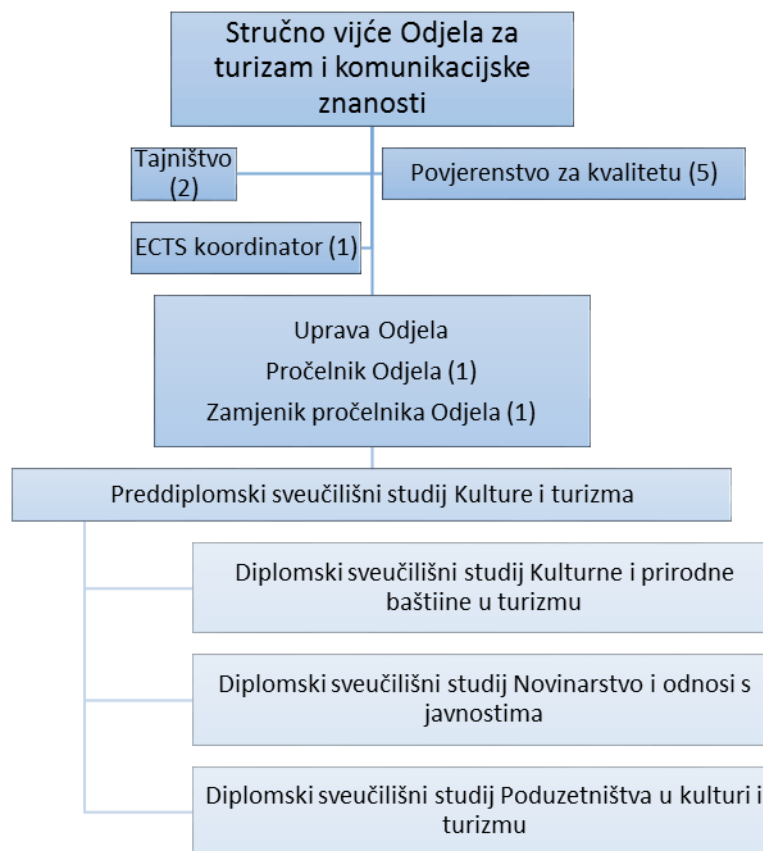 Stručno vijće Odjela za
turizam i komunikacijske
znanosti
Tajništvo
(2)
Povjerenstvo za kvalitetu (5)
ECTS koordinator (1)
Uprava Odjela
Pročelnik Odjela (1)
Zamjenik pročelnika Odjela (1)
Preddiplomski sveučilišni studij Kulture i turizma
Diplomski sveučilišni studij Kulturne i prirodne
baštiine u turizmu
Diplomski sveučilišni studij Novinarstvo i odnosi s
javnostima
Diplomski sveučilišni studij Poduzetništva u kulturi i
turizmu